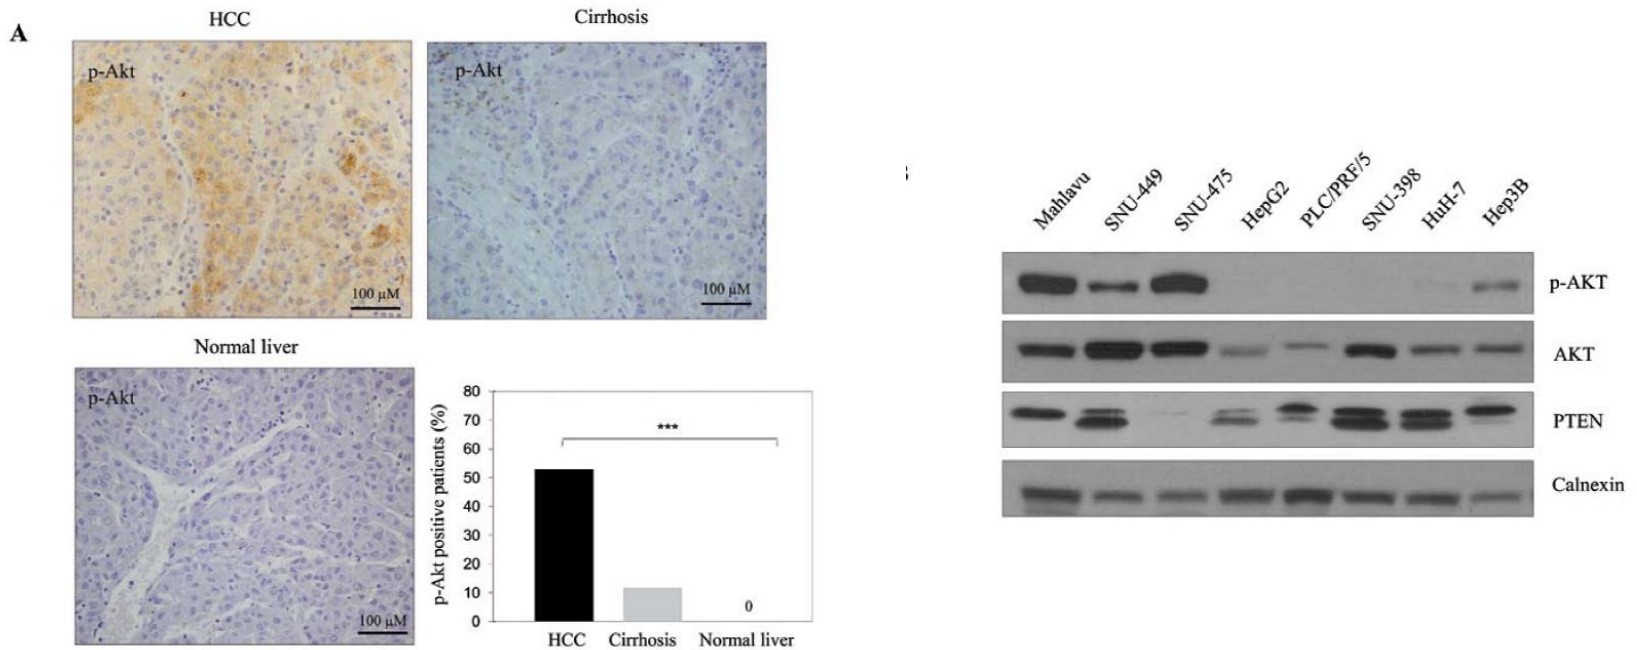 A
HCC
Cirrhosis
p-Akt
100 µM
p-Akt
100 µM
Normal liver
p-Akt
100 µM
p-Akt positive patients (%)
80
70
60
50
40
30
20
10
0
***
0
HCC Cirrhosis Normal liver
Mahlavu SNU-449 SNU-475 HepG2 PLC/PRF/5 SNU-398 HuH-7 Hep3B
p-AKT
AKT
PTEN
Calnexin